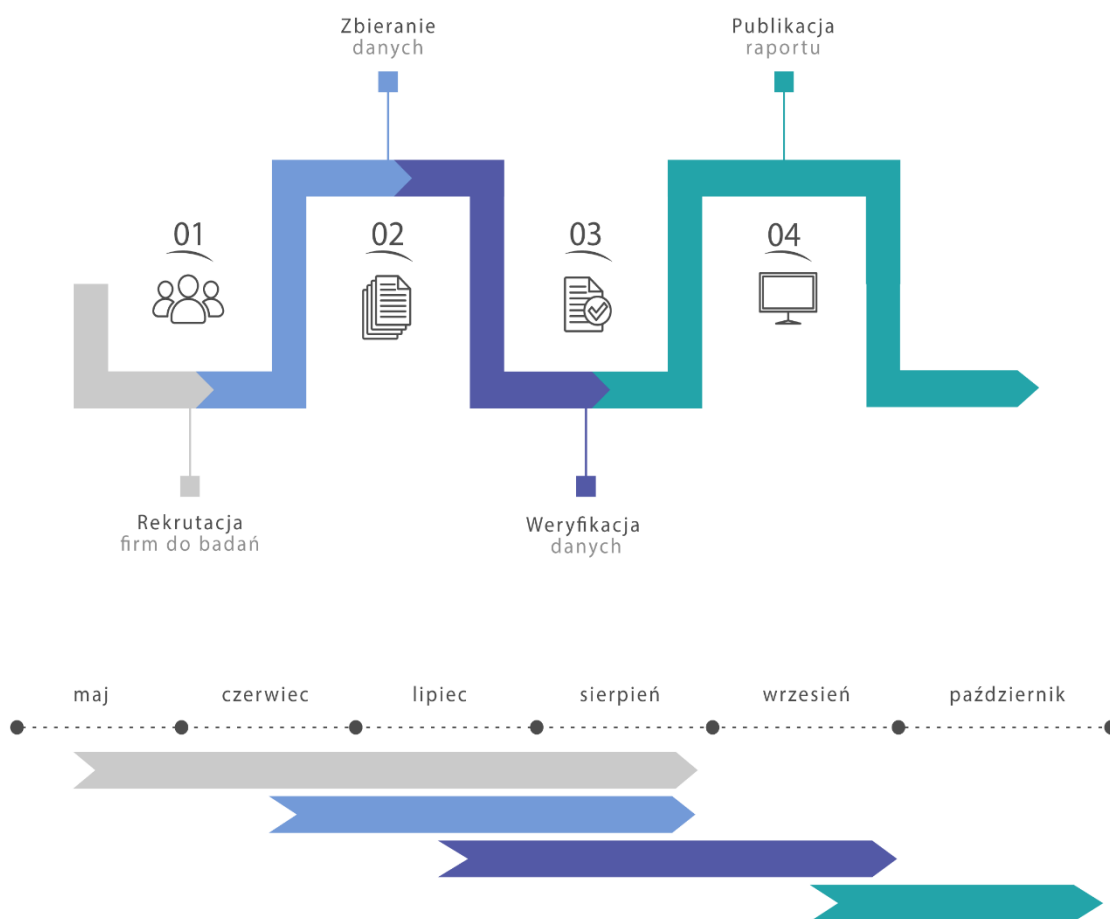 Zbieranie
danych
Publikacja
raportu
01
02
03
04
Rekrutacja
firm do badań
Weryfikacja
danych
maj
czerwiec
lipiec
sierpień
wrzesień
październik